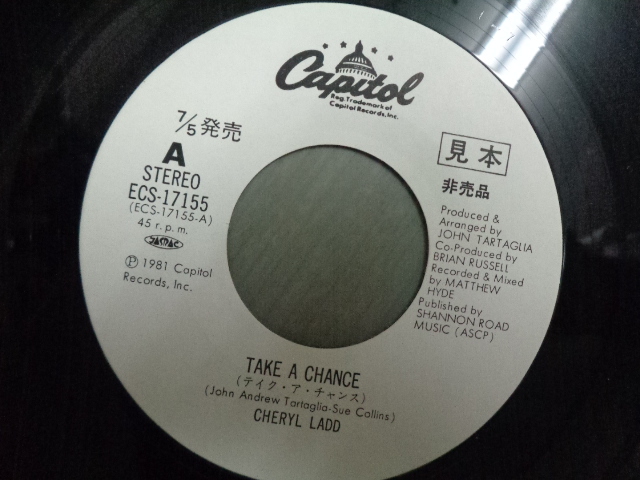 Capitol
Reg. Trademark of
Capitol Records, Inc.
7/5発売
A
STEREO
ECS-17155
(ECS-17155-A)
45 r.p.m.
JASRAC
Ⓟ 1981 Capitol
Records, Inc.
見本
非売品
Produced &
Arranged by
JOHN TARTAGLIA
Co-Produced by
BRIAN RUSSELL
Recorded & Mixed
by MATTHEW
HYDE
Published by
SHANNON ROAD
MUSIC (ASCP)
TAKE A CHANCE
(テイク・ア・チャンス)
(John Andrew Tartaglia-Sue Collins)
CHERYL LADD